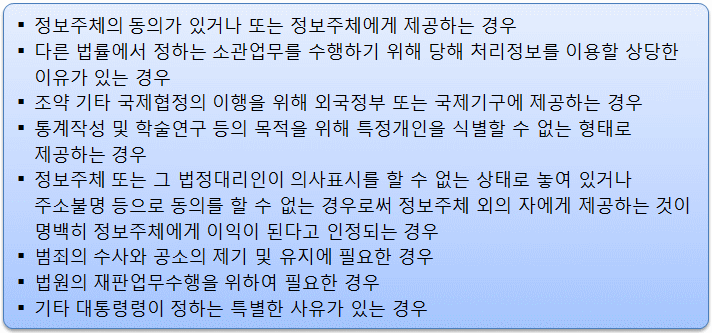 ▪ 정보주체의 동의가 있거나 또는 정보주체에게 제공하는 경우
▪ 다른 법률에서 정하는 소관업무를 수행하기 위해 당해 처리정보를 이용할 상당한
이유가 있는 경우
▪ 조약 기타 국제협정의 이행을 위해 외국정부 또는 국제기구에 제공하는 경우
▪ 통계작성 및 학술연구 등의 목적을 위해 특정개인을 식별할 수 없는 형태로
제공하는 경우
▪ 정보주체 또는 그 법정대리인이 의사표시를 할 수 없는 상태로 놓여 있거나
주소불명 등으로 동의를 할 수 없는 경우로써 정보주체 외의 자에게 제공하는 것이
명백히 정보주체에게 이익이 된다고 인정되는 경우
▪ 범죄의 수사와 공소의 제기 및 유지에 필요한 경우
▪ 법원의 재판업무수행을 위하여 필요한 경우
▪ 기타 대통령령이 정하는 특별한 사유가 있는 경우